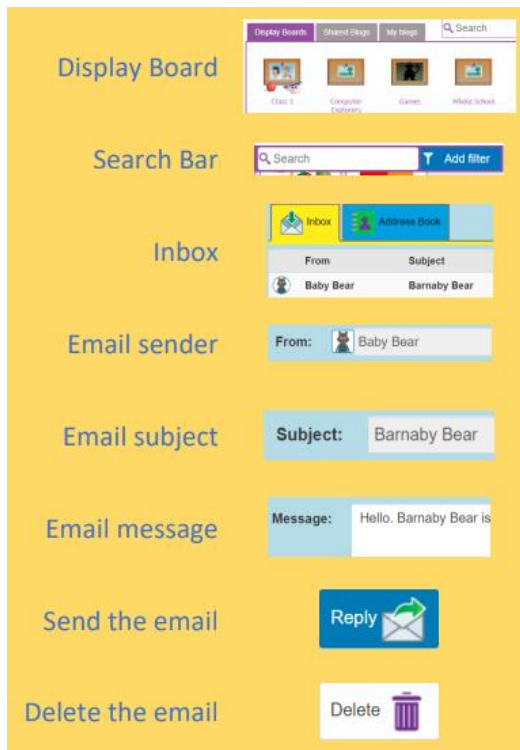 Display Board
Display Boards Shared Blogs My blogs Search
Class 3 Computer Games Whole School
Explorers
Search Bar
Search Add filter
Inbox
Inbox Address Book
From Subject
Baby Bear Barnaby Bear
Email sender
From: Baby Bear
Email subject
Subject: Barnaby Bear
Email message
Message: Hello. Barnaby Bear is
Send the email
Reply
Delete the email
Delete